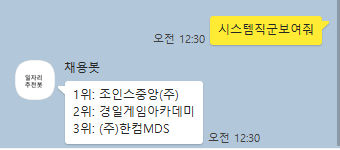 시스템직군보여줘
오전 12:30
채용봇
일자리
추천봇
1위: 조인스중앙(주)
2위: 경일게임아카데미
3위: (주)한컴MDS
오전 12:30